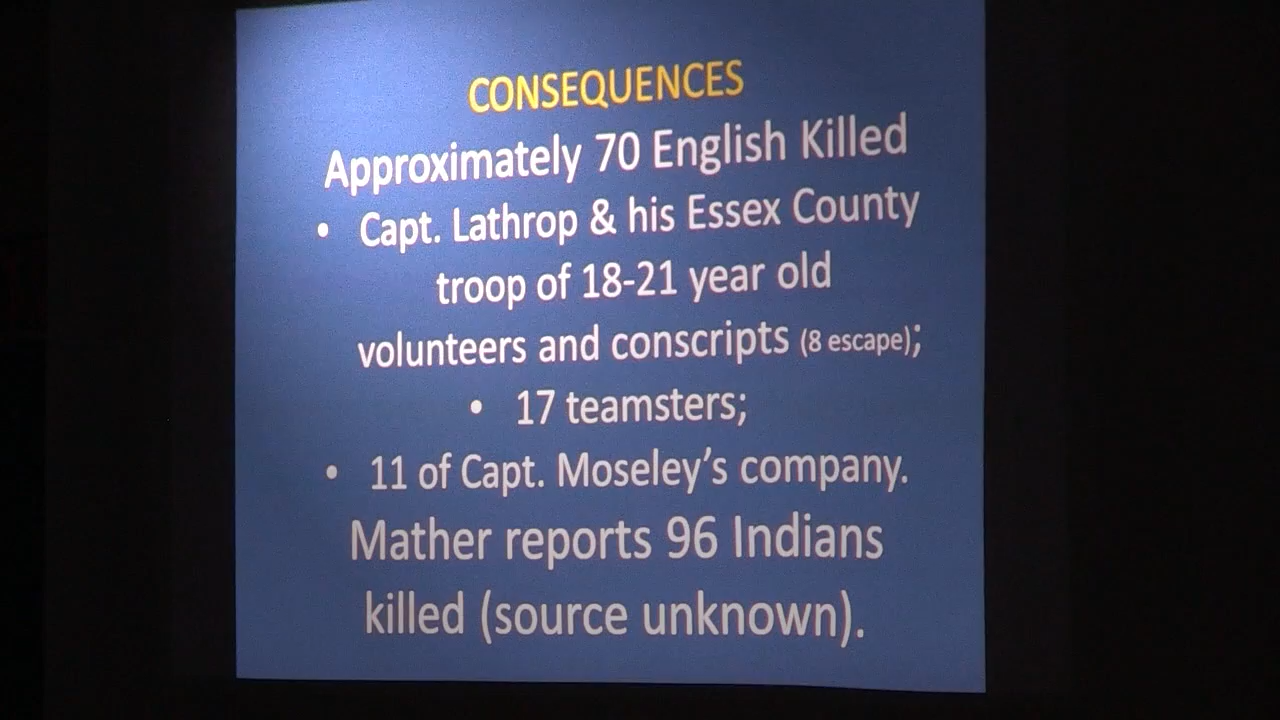 CONSEQUENCES
Approximately 70 English Killed
• Capt. Lathrop & his Essex County
troop of 18-21 year old
volunteers and conscripts (8 escape);
• 17 teamsters;
• 11 of Capt. Moseley's company.
Mather reports 96 Indians
killed (source unknown).